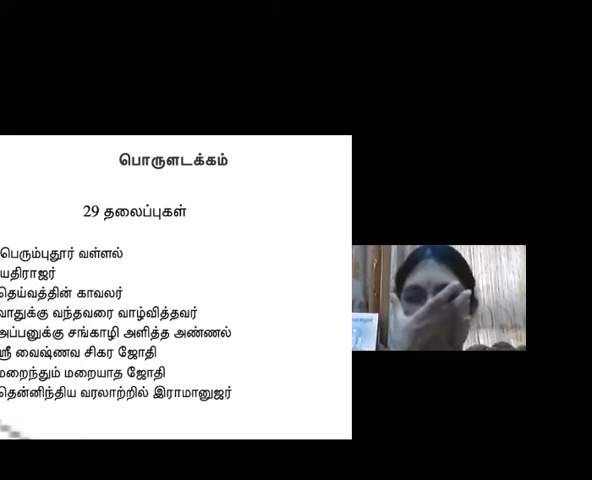 பொருளடக்கம்
29 தலைப்புகள்
பெரும்புதூர் வள்ளல்
யதிராஜர்
தெய்வத்தின் காவலர்
வாதுக்கு வந்தவரை வாழ்வித்தவர்
அப்பனுக்கு சங்காழி அளித்த அண்ணல்
ஸ்ரீ வைஷ்ணவ சிகர ஜோதி
மறைந்தும் மறையாத ஜோதி
தென்னிந்திய வரலாற்றில் இராமானுஜர்